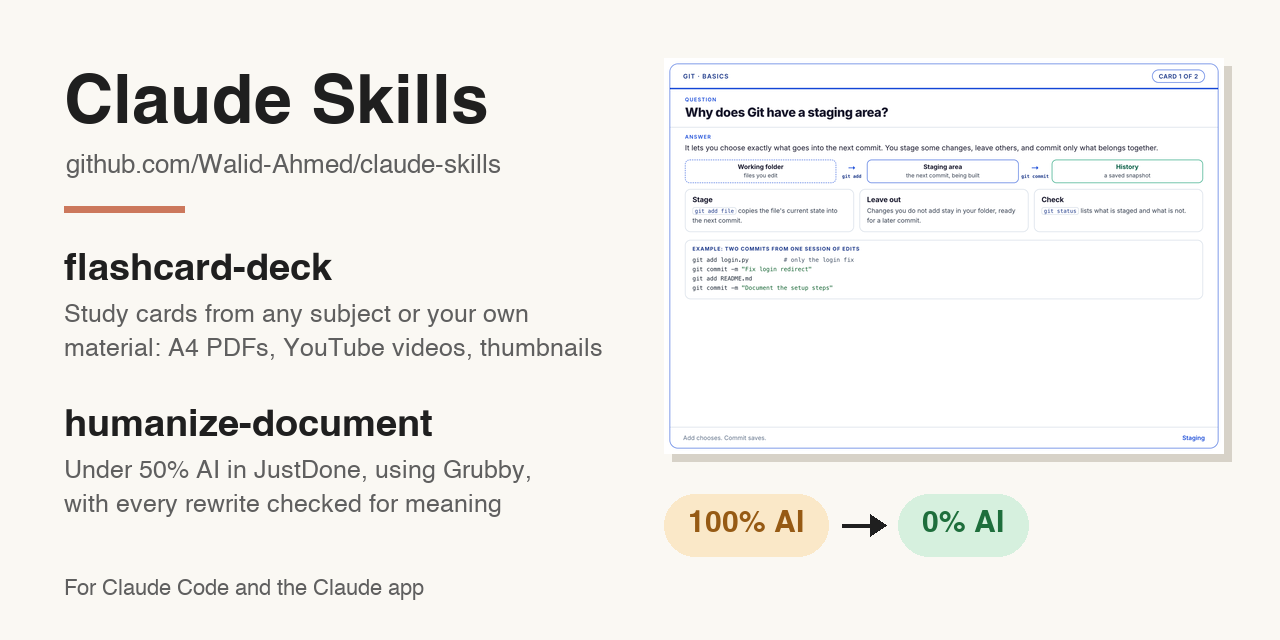 Claude Skills
github.com/Walid-Ahmed/claude-skills
flashcard-deck
Study cards from any subject or your own
material: A4 PDFs, YouTube videos, thumbnails
humanize-document
Under 50% AI in JustDone, using Grubby,
with every rewrite checked for meaning
For Claude Code and the Claude app
GIT · BASICS
CARD 1 OF 2
QUESTION
Why does Git have a staging area?
ANSWER
It lets you choose exactly what goes into the next commit. You stage some changes, leave others, and commit only what belongs together.
Working folder
files you edit
→
git add
Staging area
the next commit, being built
→
git commit
History
a saved snapshot
Stage
git add file copies the file's current state into
the next commit.
Leave out
Changes you do not add stay in your folder, ready
for a later commit.
Check
git status lists what is staged and what is not.
EXAMPLE: TWO COMMITS FROM ONE SESSION OF EDITS
git add login.py # only the login fix
git commit -m "Fix login redirect"
git add README.md
git commit -m "Document the setup steps"
Add chooses. Commit saves.
Staging
100% AI
0% AI